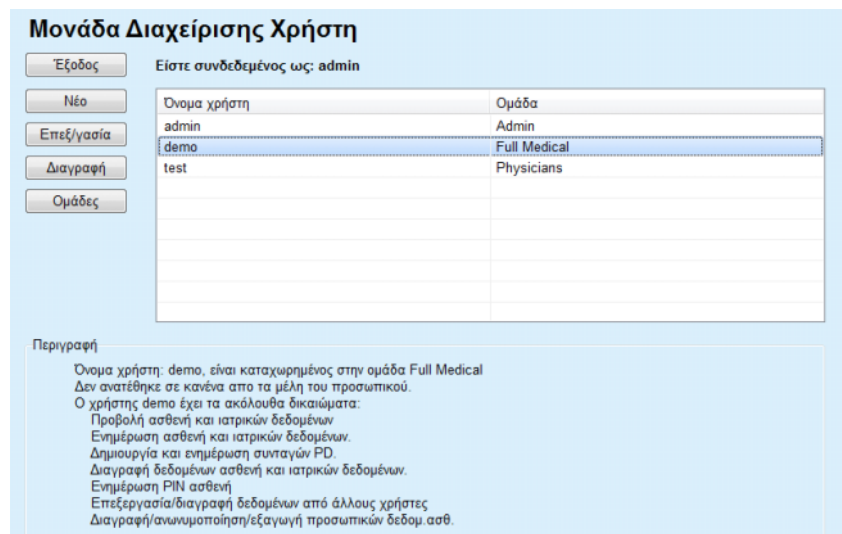 Μονάδα Διαχείρισης Χρήστη
Έξοδος
Είστε συνδεδεμένος ως: admin
Νέο
Επεξ/γασία
Διαγραφή
Ομάδες
Όνομα χρήστη Ομάδα
admin Admin
demo Full Medical
test Physicians
Περιγραφή
Όνομα χρήστη: demo, είναι καταχωρημένος στην ομάδα Full Medical
Δεν ανατέθηκε σε κανένα απο τα μέλη του προσωπικού.
Ο χρήστης demo έχει τα ακόλουθα δικαιώματα:
Προβολή ασθενή και ιατρικών δεδομένων
Ενημέρωση ασθενή και ιατρικών δεδομένων.
Δημιουργία και ενημέρωση συνταγών PD.
Διαγραφή δεδομένων ασθενή και ιατρικών δεδομένων.
Ενημέρωση PIN ασθενή
Επεξεργασία/διαγραφή δεδομένων από άλλους χρήστες
Διαγραφή/ανωνυμοποίηση/εξαγωγή προσωπικών δεδομ.ασθ.